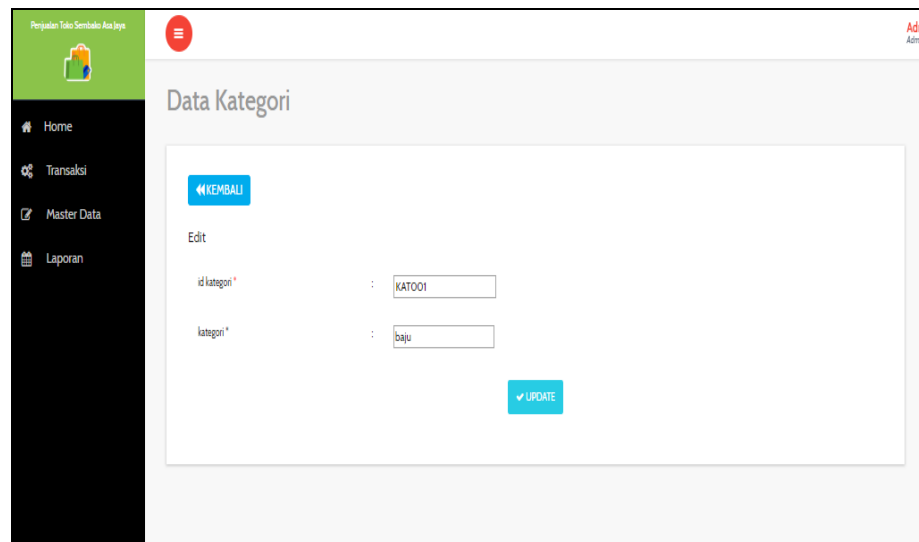 Penjualan Toko Sembako Asa Jaya
Home
Transaksi
Master Data
Laporan
Data Kategori
KEMBALI
Edit
id kategori * : KAT001
kategori * : baju
UPDATE